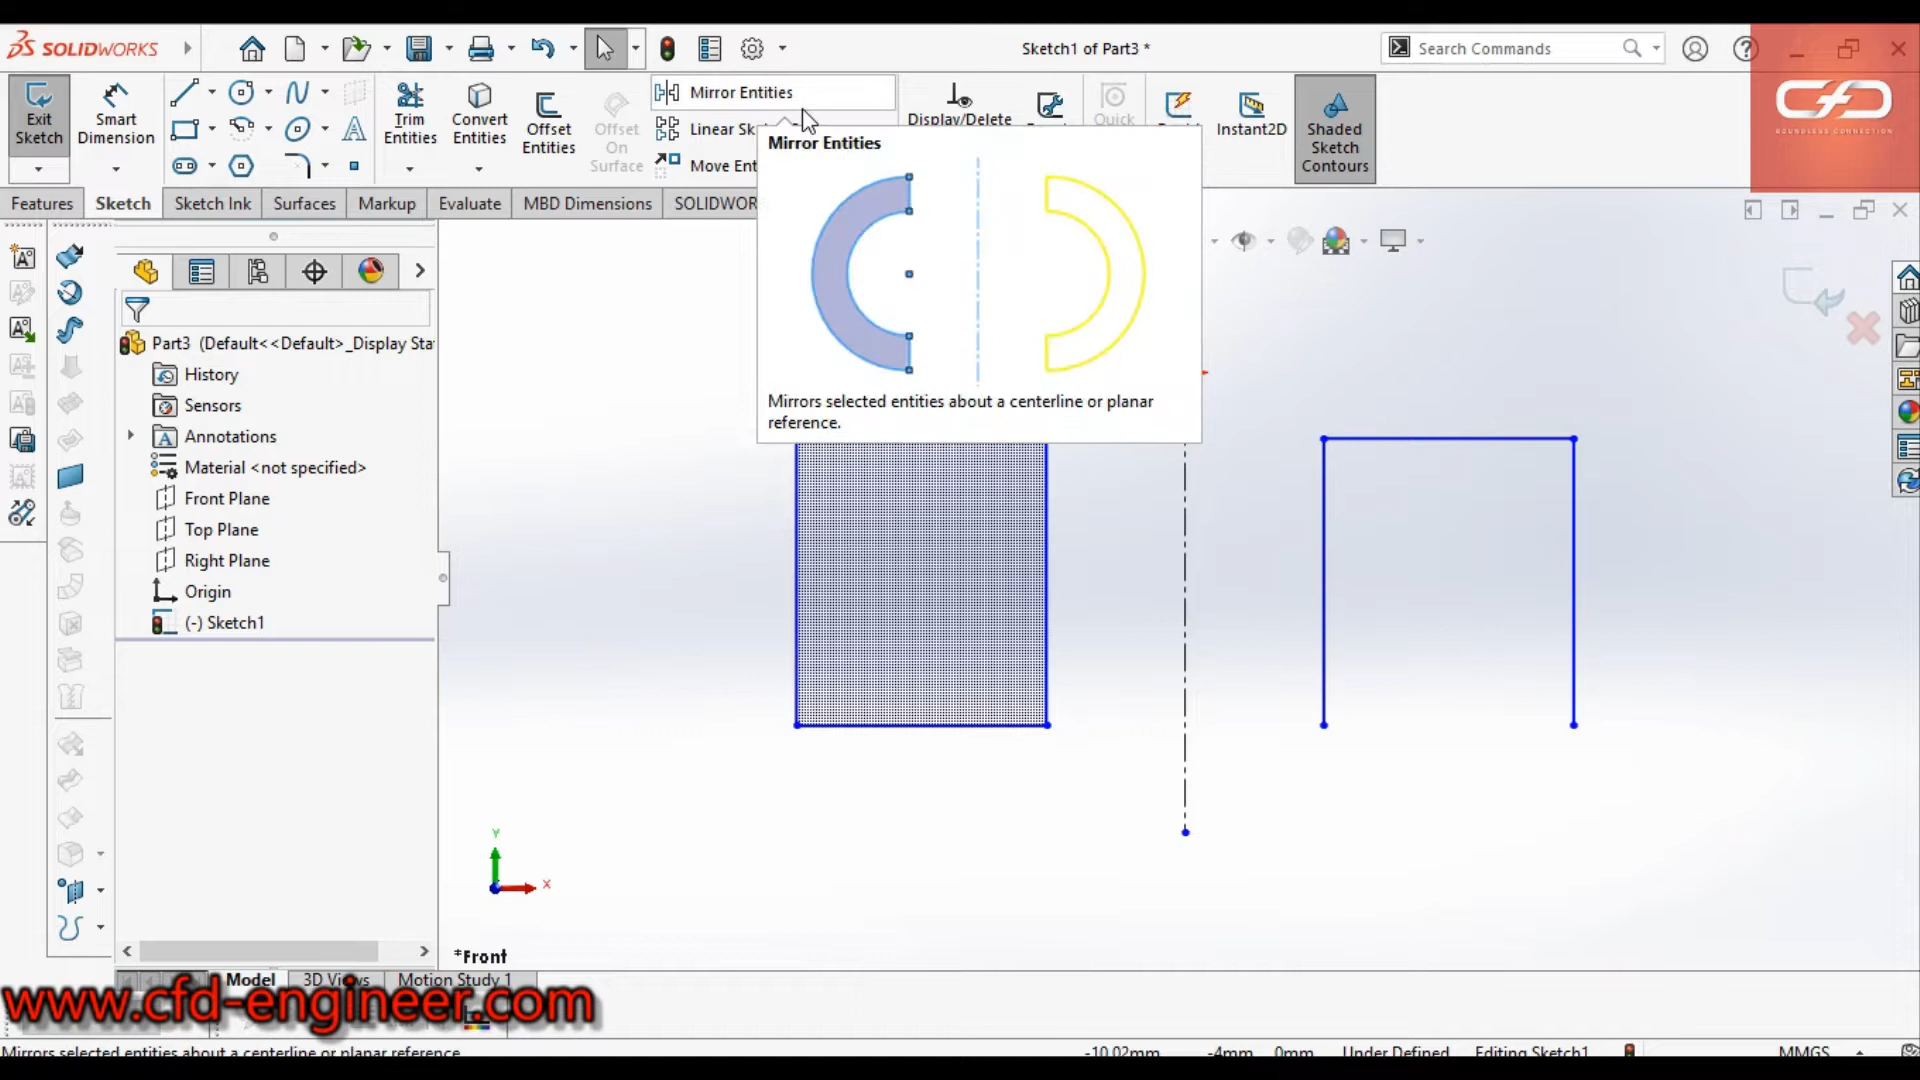 SOLIDWORKS
Sketch1 of Part3 *
Search Commands
Exit Sketch
Smart Dimension
Trim Entities
Convert Entities
Offset Entities
Offset On Surface
Mirror Entities
Linear Sk
Move Ent
Display/Delete
Quick
Instant2D
Shaded Sketch Contours
CFD
BOUNDLESS CONNECTION
Mirror Entities
Mirrors selected entities about a centerline or planar
reference.
Features
Sketch
Sketch Ink
Surfaces
Markup
Evaluate
MBD Dimensions
SOLIDWOR
Part3 (Default<<Default>_Display Sta
History
Sensors
Annotations
Material <not specified>
Front Plane
Top Plane
Right Plane
Origin
(-) Sketch1
Y
X
*Front
Model
3D Views
Motion Study 1
www.cfd-engineer.com
Mirrors selected entities about a centerline or planar reference
-10.02mm
-4mm
0mm
Under Defined
Editing Sketch1
MMGS